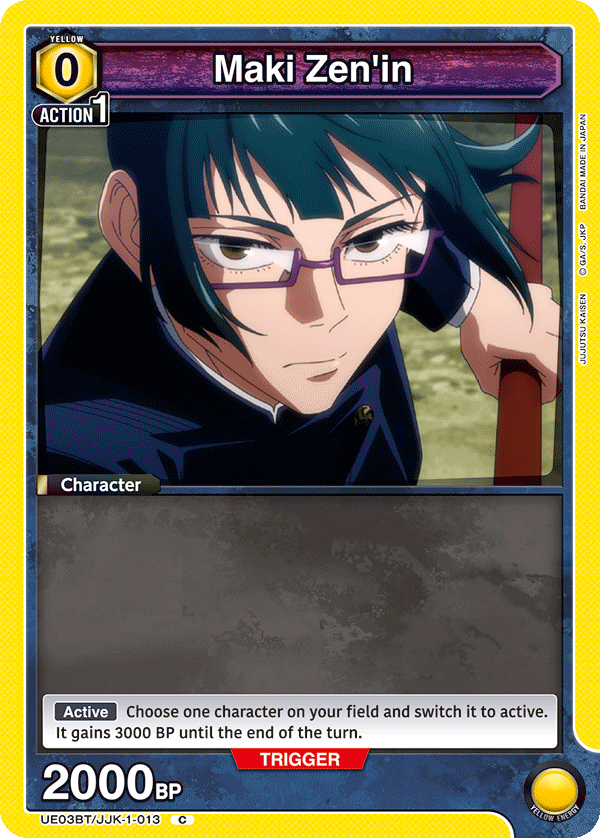 YELLOW
0
Maki Zen'in
ACTION 1
BANDAI MADE IN JAPAN
© GA/S, JKP
JUJUTSU KAISEN
Character
Active Choose one character on your field and switch it to active.
It gains 3000 BP until the end of the turn.
TRIGGER
2000 BP
YELLOW ENERGY
UE03BT/JJK-1-013 C